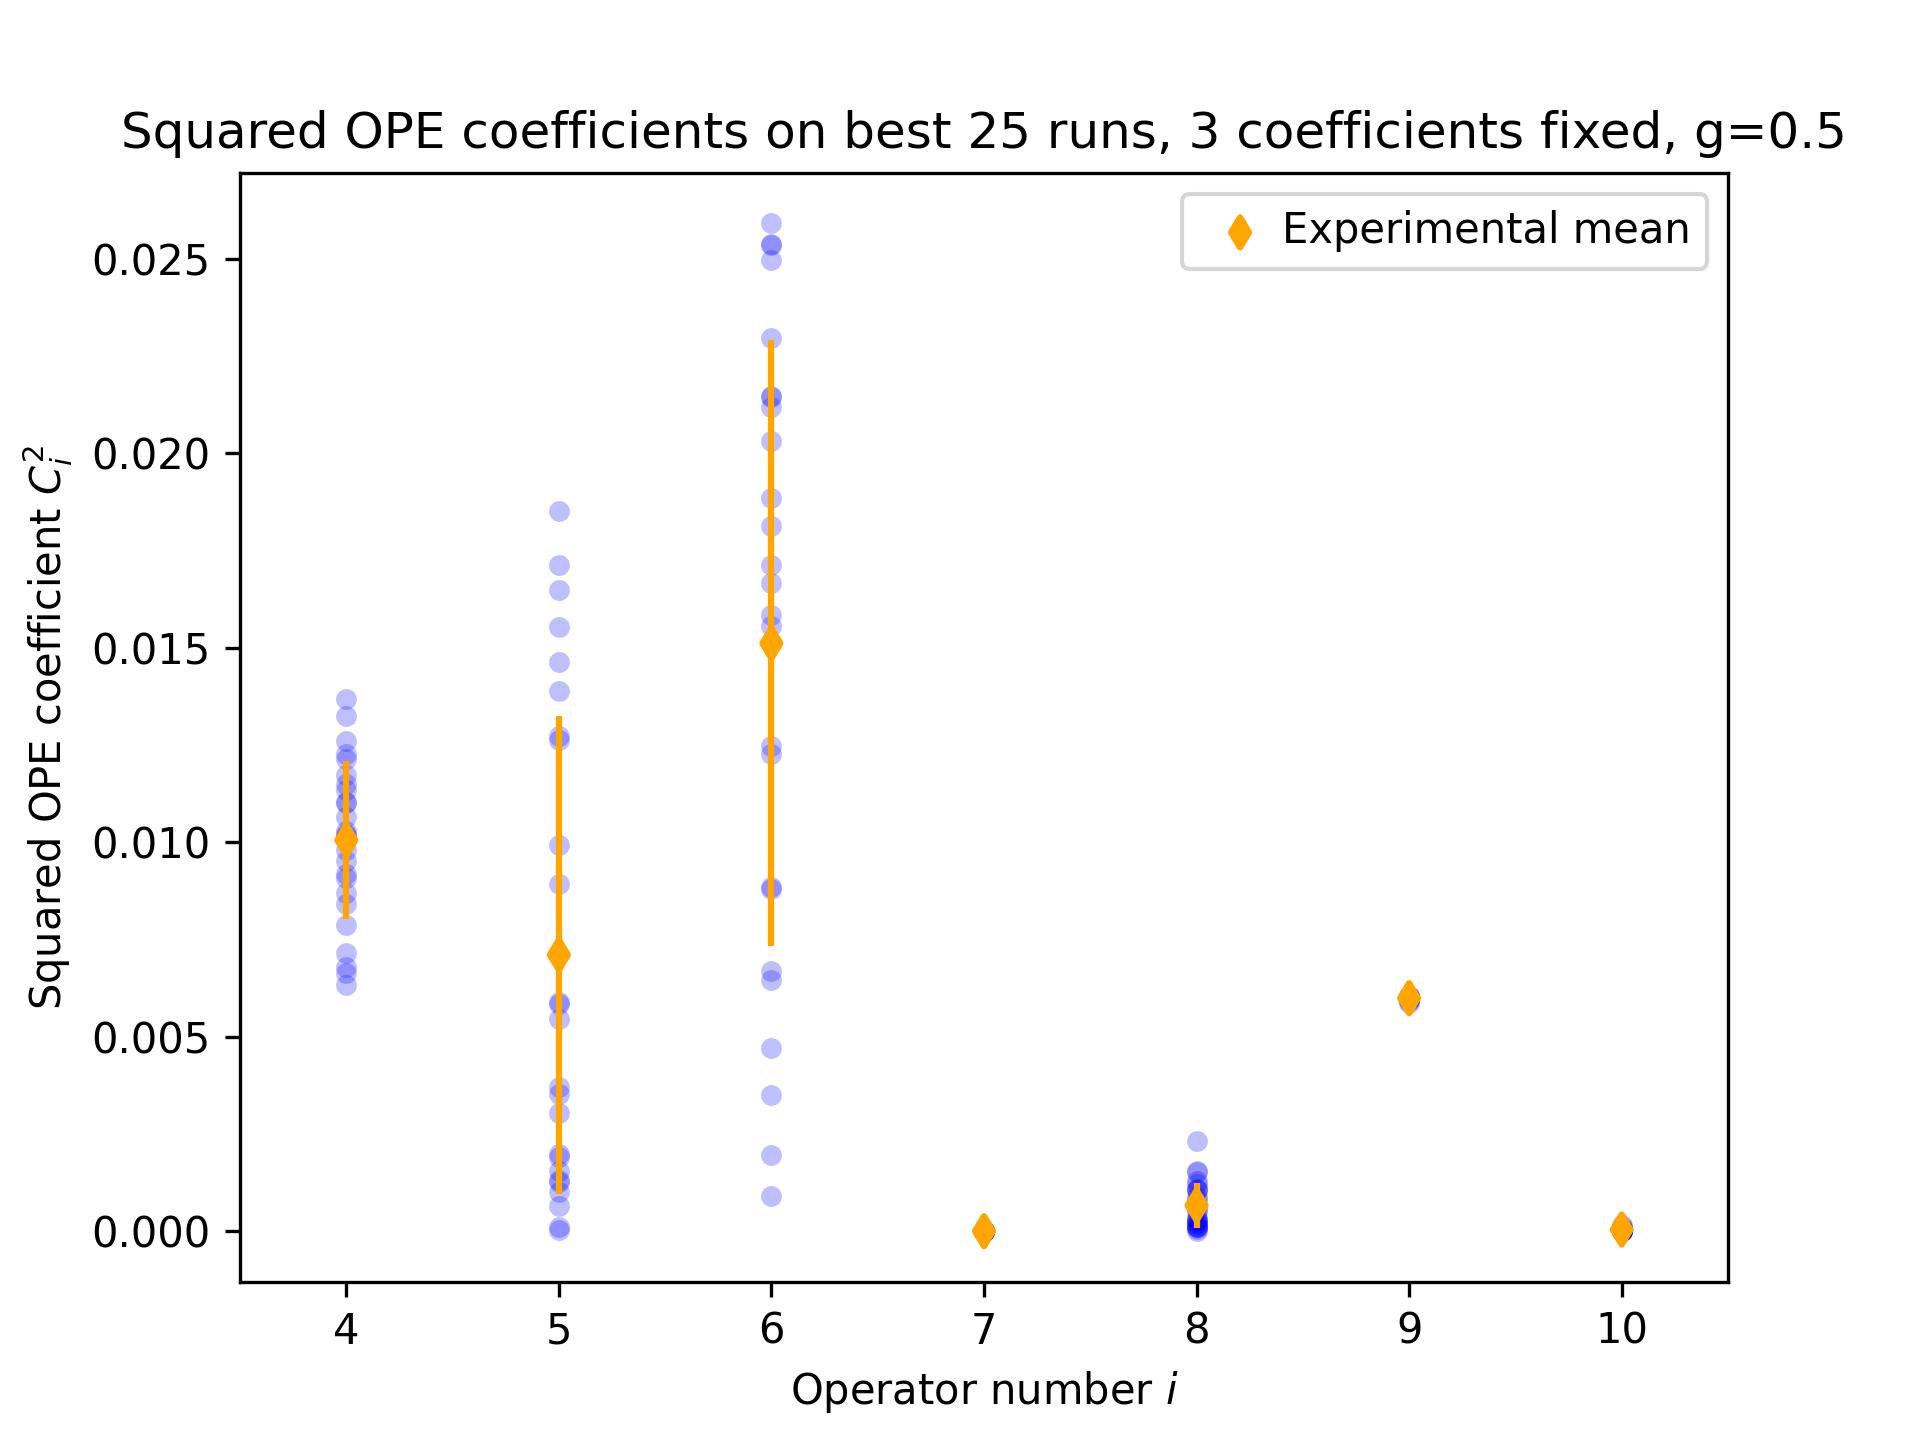 Squared OPE coefficients on best 25 runs, 3 coefficients fixed, g=0.5
Experimental mean
Squared OPE coefficient $C_i^2$
0.025
0.020
0.015
0.010
0.005
0.000
4 5 6 7 8 9 10
Operator number i